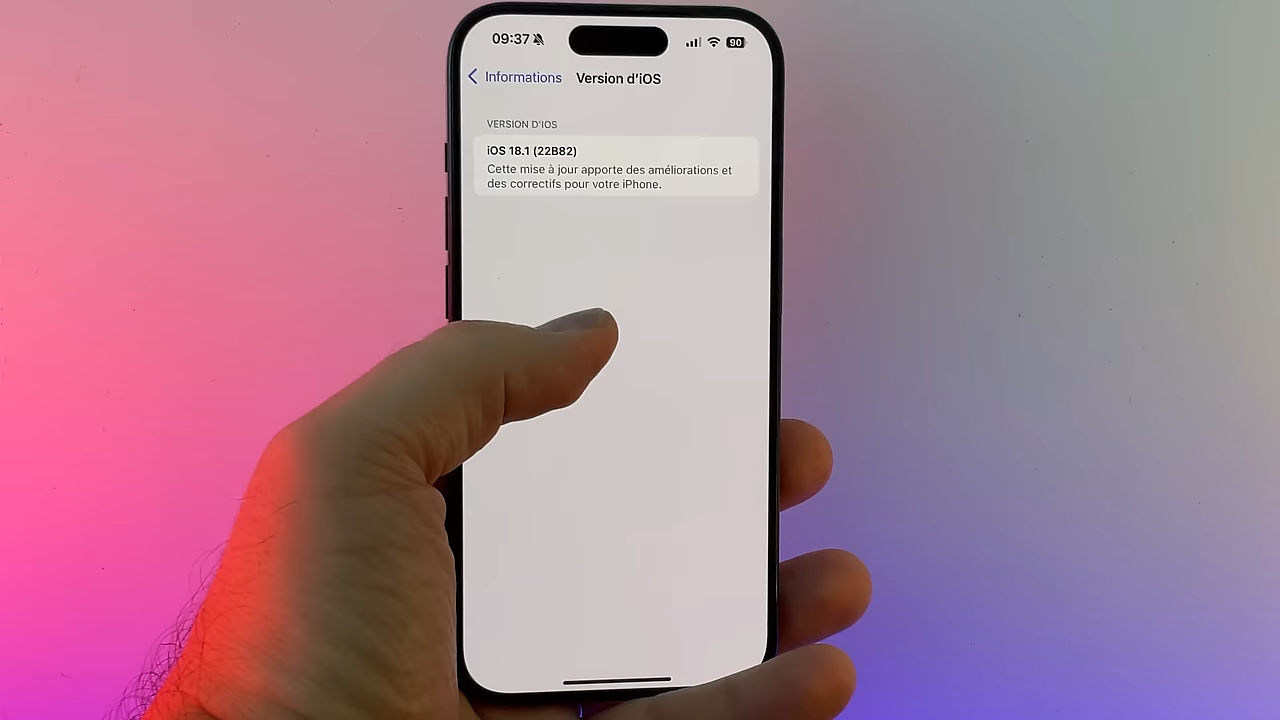 09:37
90
Informations
Version d'iOS
VERSION D'IOS
iOS 18.1 (22B82)
Cette mise à jour apporte des améliorations et
des correctifs pour votre iPhone.